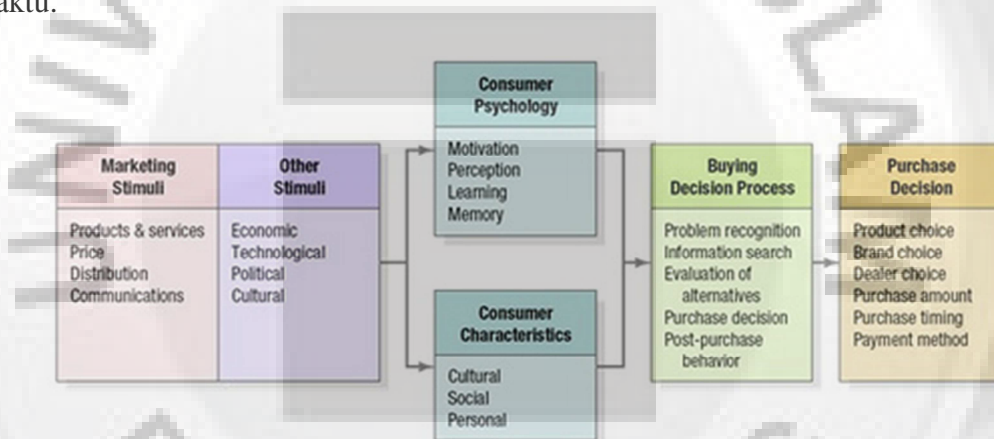 aktu.
Consumer
Psychology
Motivation
Perception
Learning
Memory
Marketing
Stimuli
Products & services
Price
Distribution
Communications
Other
Stimuli
Economic
Technological
Political
Cultural
Consumer
Characteristics
Cultural
Social
Personal
Buying
Decision Process
Problem recognition
Information search
Evaluation of
alternatives
Purchase decision
Post-purchase
behavior
Purchase
Decision
Product choice
Brand choice
Dealer choice
Purchase amount
Purchase timing
Payment method